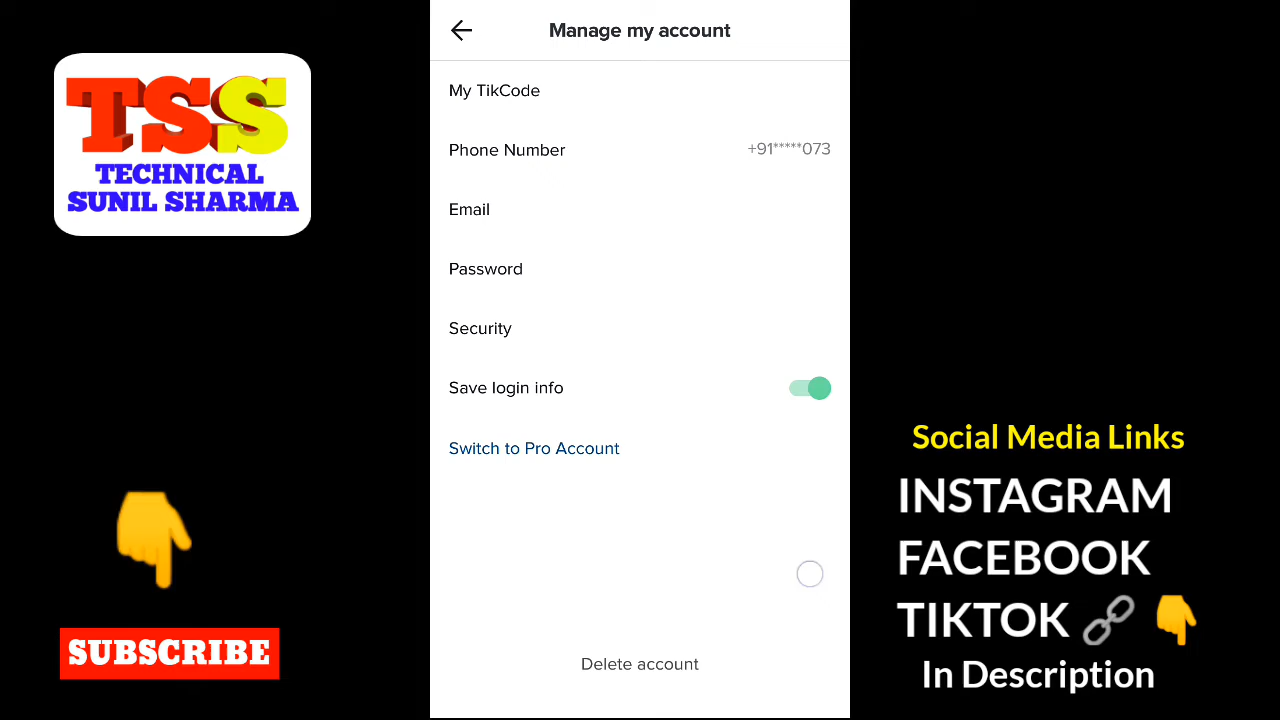 TSS
TECHNICAL
SUNIL SHARMA
SUBSCRIBE
Manage my account
My TikCode
Phone Number +91*****073
Email
Password
Security
Save login info
Switch to Pro Account
Delete account
Social Media Links
INSTAGRAM
FACEBOOK
TIKTOK
In Description